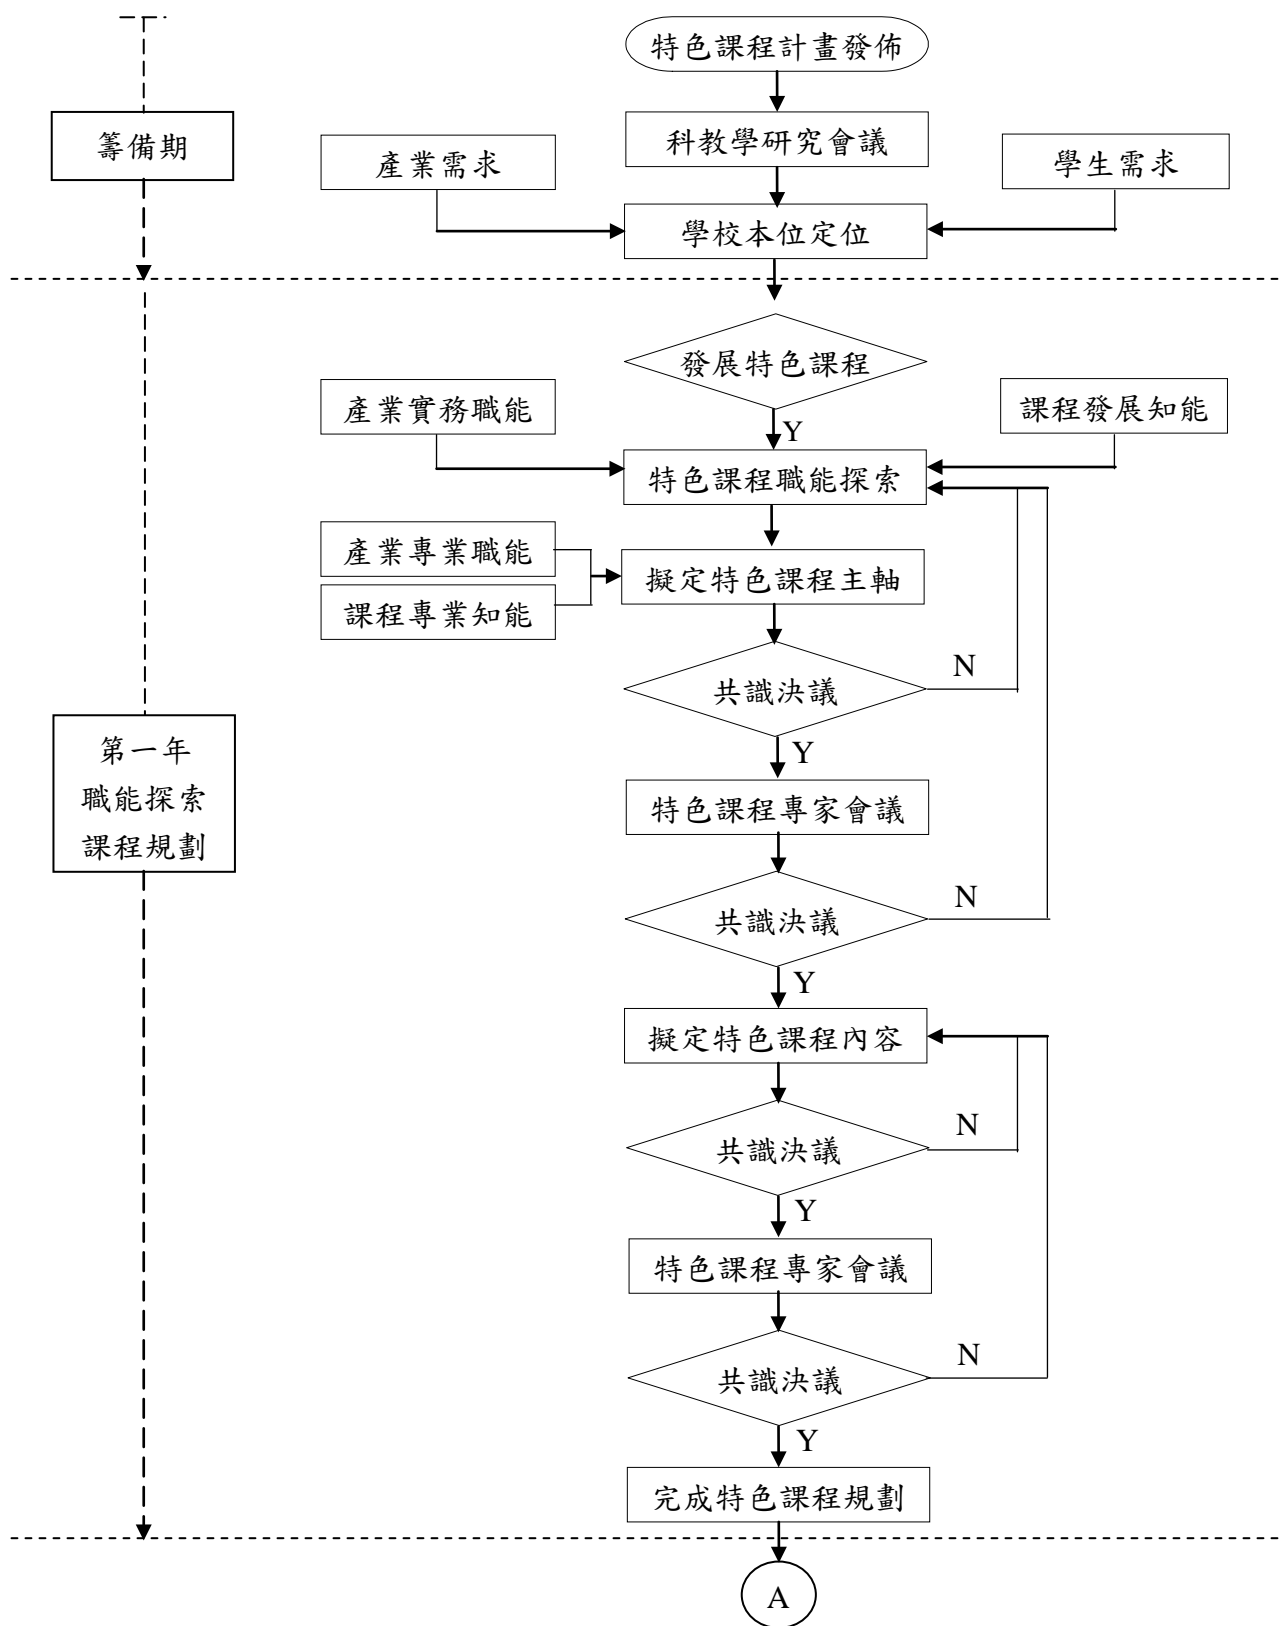 特色課程計畫發佈
籌備期
科教學研究會議
產業需求
學生需求
學校本位定位
發展特色課程
產業實務職能
課程發展知能
Y
特色課程職能探索
產業專業職能
擬定特色課程主軸
課程專業知能
共識決議
N
第一年
職能探索
課程規劃
Y
特色課程專家會議
共識決議
N
Y
擬定特色課程內容
共識決議
N
Y
特色課程專家會議
共識決議
N
Y
完成特色課程規劃
A